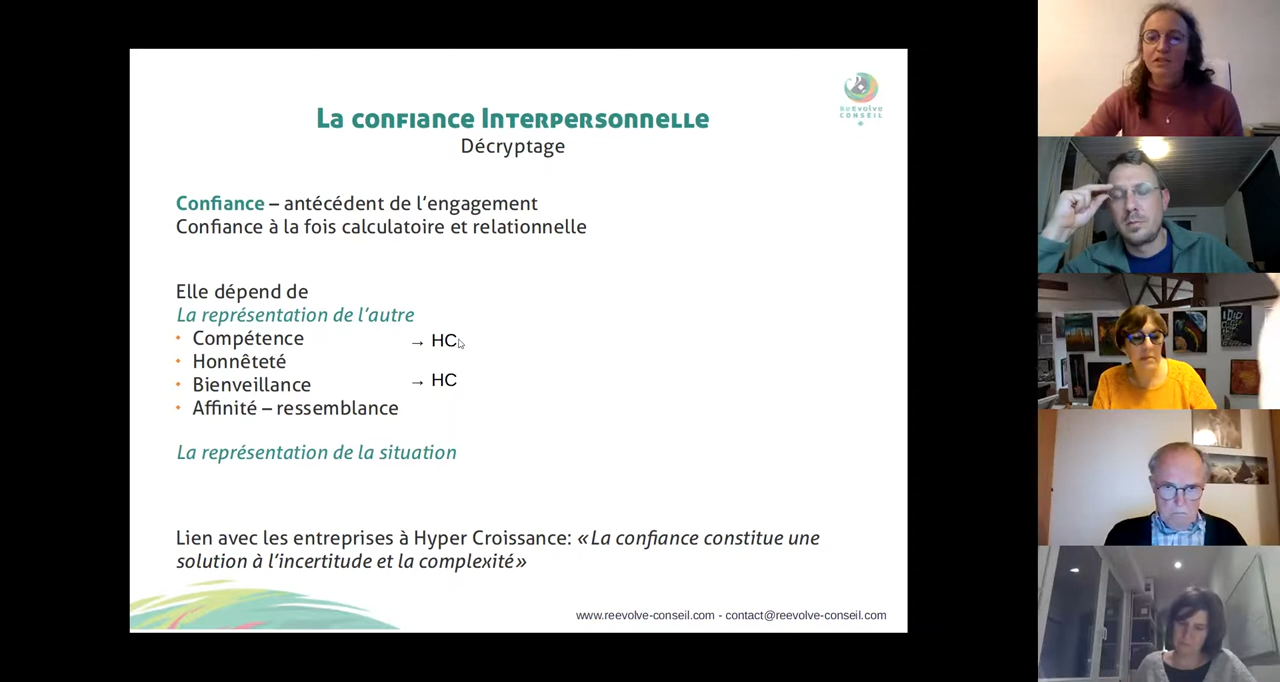 La confiance Interpersonnelle
ReEvolve
CONSEIL
Décryptage
Confiance – antécédent de l’engagement
Confiance à la fois calculatoire et relationnelle
Elle dépend de
La représentation de l’autre
• Compétence → HC
• Honnêteté
• Bienveillance → HC
• Affinité – ressemblance
La représentation de la situation
Lien avec les entreprises à Hyper Croissance: «La confiance constitue une
solution à l’incertitude et la complexité»
www.reevolve-conseil.com - contact@reevolve-conseil.com